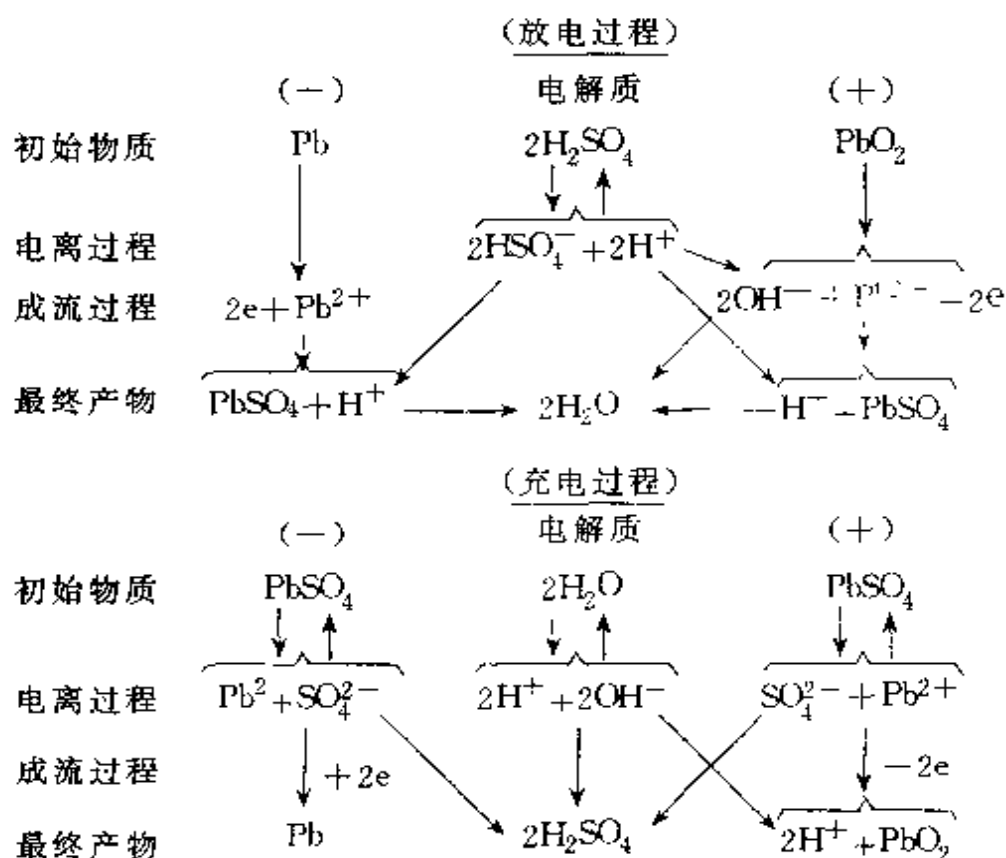 (放电过程)
(－) 电解质 (＋)
初始物质 Pb 2H₂SO₄ PbO₂
电离过程 2HSO₄⁻+2H⁺
成流过程 2e+Pb²⁺ 2OH⁻ －2e
最终产物 PbSO₄+H⁺ 2H₂O H⁻－PbSO₄
(充电过程)
(－) 电解质 (＋)
初始物质 PbSO₄ 2H₂O PbSO₄
电离过程 Pb²+SO₄²⁻ 2H⁺+2OH⁻ SO₄²⁻+Pb²⁺
成流过程 +2e －2e
最终产物 Pb 2H₂SO₄ 2H⁺+PbO₂